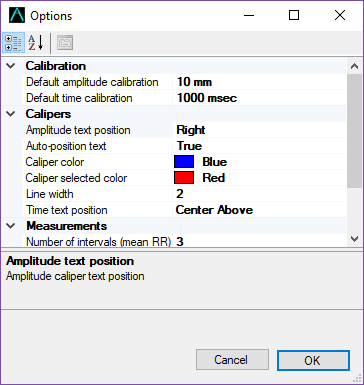 Options
Calibration
Default amplitude calibration 10 mm
Default time calibration 1000 msec
Calipers
Amplitude text position Right
Auto-position text True
Caliper color Blue
Caliper selected color Red
Line width 2
Time text position Center Above
Measurements
Number of intervals (mean RR) 3
Amplitude text position
Amplitude caliper text position
Cancel OK